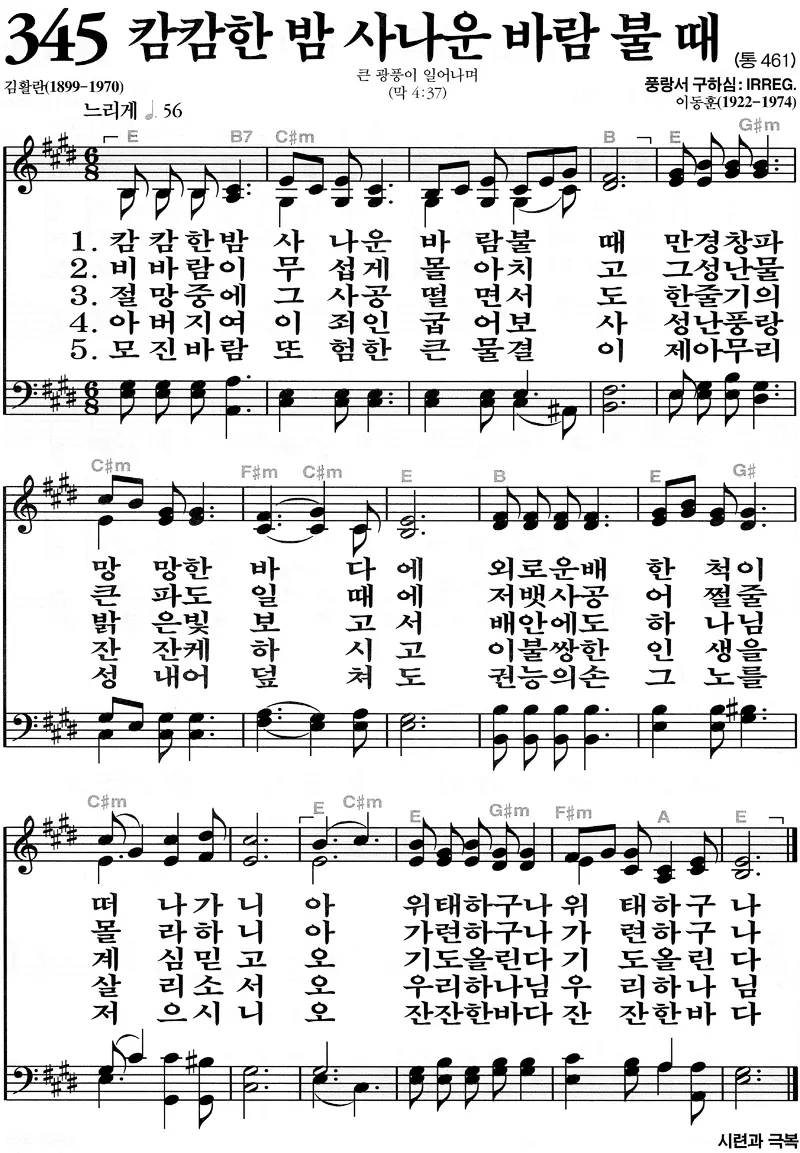 345 캄캄한 밤 사나운 바람 불 때 (통 461)
큰 광풍이 일어나며
(막 4:37)
김활란(1899-1970)
풍랑서 구하심: IRREG.
이동훈(1922-1974)
느리게 ♩. 56
E B7 C♯m B E G♯m
1. 캄 캄 한 밤 사 나 운 바 람 불 때 만 경 창 파
2. 비 바 람 이 무 섭 게 몰 아 치 고 그 성 난 물
3. 절 망 중 에 그 사 공 떨 면 서 도 한 줄 기 의
4. 아 버 지 여 이 죄 인 굽 어 보 사 성 난 풍 랑
5. 모 진 바 람 또 험 한 큰 물 결 이 제 아 무 리
C♯m F♯m C♯m E B E G♯
망 망 한 바 다 에 외 로 운 배 한 척 이
큰 파 도 일 때 에 저 뱃 사 공 어 쩔 줄
밝 은 빛 보 고 서 배 안 에 도 하 나 님
잔 잔 케 하 시 고 이 불 쌍 한 인 생 을
성 내 어 덮 쳐 도 권 능 의 손 그 노 를
C♯m E C♯m E G♯m F♯m A E
떠 나 가 니 아 위 태 하 구 나 위 태 하 구 나
몰 라 하 니 아 가 련 하 구 나 가 련 하 구 나
계 심 믿 고 오 기 도 올 린 다 기 도 올 린 다
살 리 소 서 오 우 리 하 나 님 우 리 하 나 님
저 으 시 니 오 잔 잔 한 바 다 잔 잔 한 바 다
시련과 극복